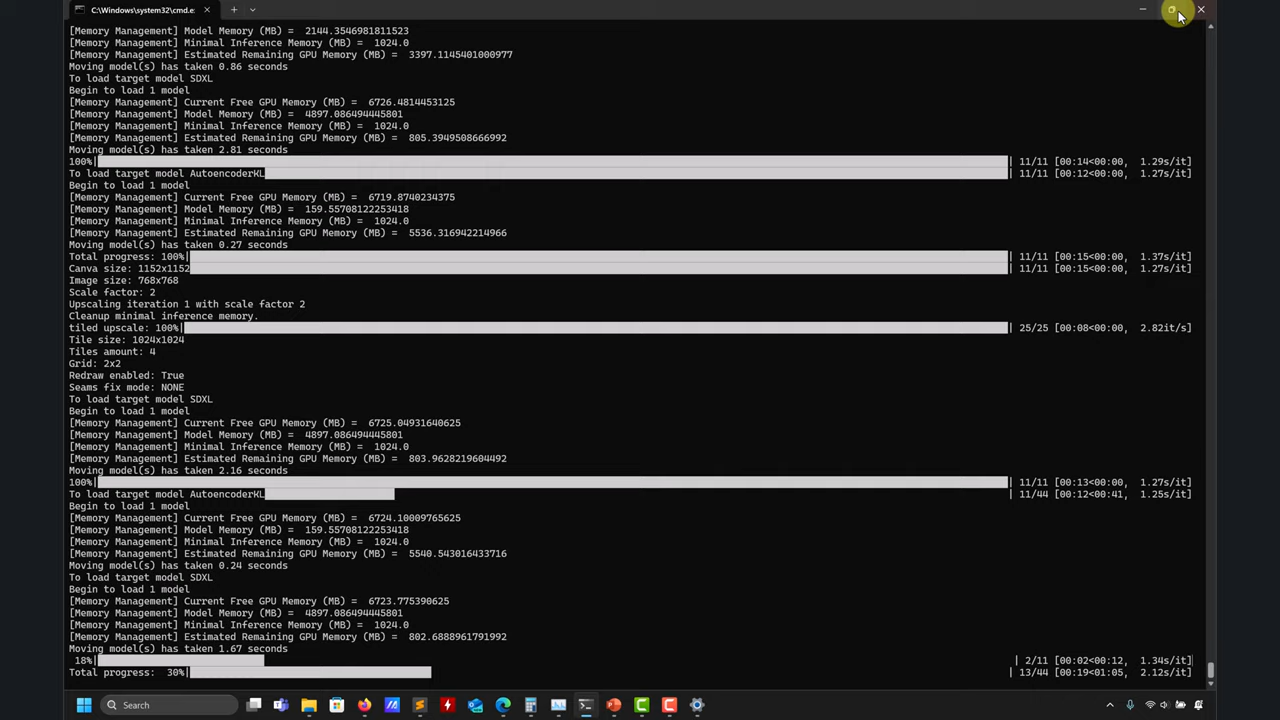 C:\Windows\system32\cmd.e:
[Memory Management] Model Memory (MB) =  2144.3546981811523
[Memory Management] Minimal Inference Memory (MB) =  1024.0
[Memory Management] Estimated Remaining GPU Memory (MB) =  3397.1145401000977
Moving model(s) has taken 0.86 seconds
To load target model SDXL
Begin to load 1 model
[Memory Management] Current Free GPU Memory (MB) =  6726.4814453125
[Memory Management] Model Memory (MB) =  4897.086494445801
[Memory Management] Minimal Inference Memory (MB) =  1024.0
[Memory Management] Estimated Remaining GPU Memory (MB) =  805.3949508666992
Moving model(s) has taken 2.81 seconds
100%| | 11/11 [00:14<00:00,  1.29s/it]
To load target model AutoencoderKL | 11/11 [00:12<00:00,  1.27s/it]
Begin to load 1 model
[Memory Management] Current Free GPU Memory (MB) =  6719.8740234375
[Memory Management] Model Memory (MB) =  159.55708122253418
[Memory Management] Minimal Inference Memory (MB) =  1024.0
[Memory Management] Estimated Remaining GPU Memory (MB) =  5536.316942214966
Moving model(s) has taken 0.27 seconds
Total progress: 100%| | 11/11 [00:15<00:00,  1.37s/it]
Canva size: 1152x1152 | 11/11 [00:15<00:00,  1.27s/it]
Image size: 768x768
Scale factor: 2
Upscaling iteration 1 with scale factor 2
Cleanup minimal inference memory.
tiled upscale: 100%| | 25/25 [00:08<00:00,  2.82it/s]
Tile size: 1024x1024
Tiles amount: 4
Grid: 2x2
Redraw enabled: True
Seams fix mode: NONE
To load target model SDXL
Begin to load 1 model
[Memory Management] Current Free GPU Memory (MB) =  6725.04931640625
[Memory Management] Model Memory (MB) =  4897.086494445801
[Memory Management] Minimal Inference Memory (MB) =  1024.0
[Memory Management] Estimated Remaining GPU Memory (MB) =  803.9628219604492
Moving model(s) has taken 2.16 seconds
100%| | 11/11 [00:13<00:00,  1.27s/it]
To load target model AutoencoderKL | 11/44 [00:12<00:41,  1.25s/it]
Begin to load 1 model
[Memory Management] Current Free GPU Memory (MB) =  6724.10009765625
[Memory Management] Model Memory (MB) =  159.55708122253418
[Memory Management] Minimal Inference Memory (MB) =  1024.0
[Memory Management] Estimated Remaining GPU Memory (MB) =  5540.543016433716
Moving model(s) has taken 0.24 seconds
To load target model SDXL
Begin to load 1 model
[Memory Management] Current Free GPU Memory (MB) =  6723.775390625
[Memory Management] Model Memory (MB) =  4897.086494445801
[Memory Management] Minimal Inference Memory (MB) =  1024.0
[Memory Management] Estimated Remaining GPU Memory (MB) =  802.6888961791992
Moving model(s) has taken 1.67 seconds
18%| | 2/11 [00:02<00:12,  1.34s/it]
Total progress:  30%| | 13/44 [00:19<01:05,  2.12s/it]
Search